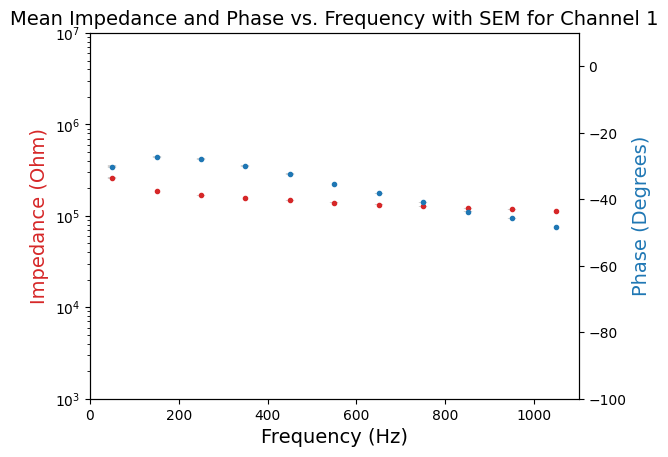 Mean Impedance and Phase vs. Frequency with SEM for Channel 1
10⁷
10⁶
10⁵
10⁴
10³
Impedance (Ohm)
0
−20
−40
−60
−80
−100
Phase (Degrees)
0 200 400 600 800 1000
Frequency (Hz)